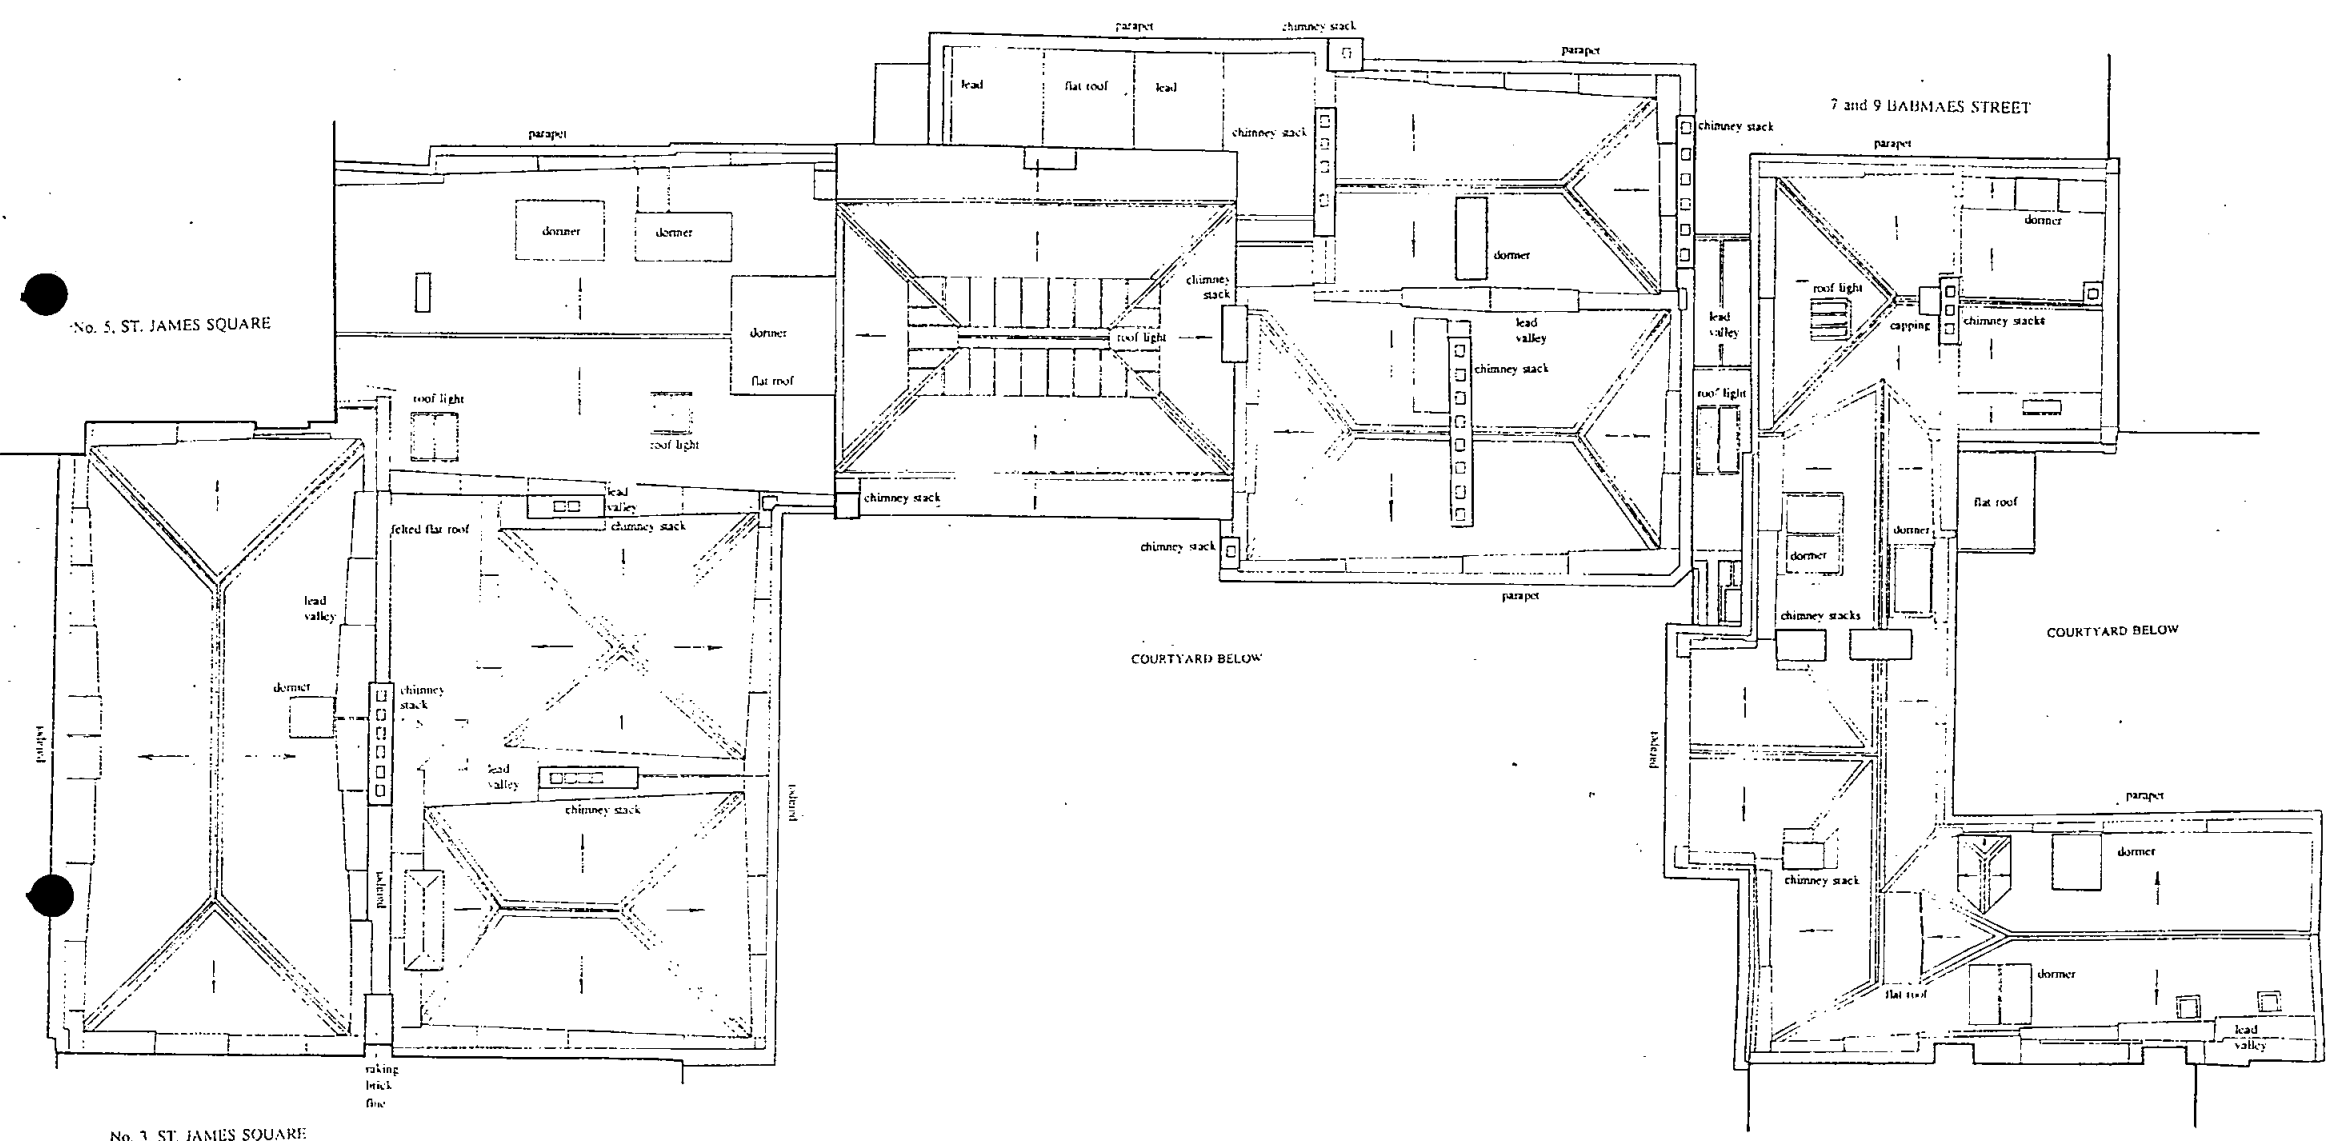 parapet
chimney stack
parapet
lead
flat roof
lead
7 and 9 BABMAES STREET
chimney stack
chimney stack
parapet
parapet
dormer
dormer
dormer
dormer
chimney
stack
roof light
No. 5, ST. JAMES SQUARE
dormer
roof light
lead
valley
lead
valley
capping
chimney stacks
flat roof
chimney stack
roof light
roof light
roof light
lead
valley
chimney stack
felted flat roof
chimney stack
flat roof
dormer
chimney stack
dormer
parapet
lead
valley
chimney stacks
COURTYARD BELOW
COURTYARD BELOW
dormer
chimney
stack
parapet
parapet
lead
valley
parapet
chimney stack
parapet
dormer
parapet
chimney stack
dormer
flat roof
lead
valley
raking
brick
flue
No. 3, ST. JAMES SQUARE